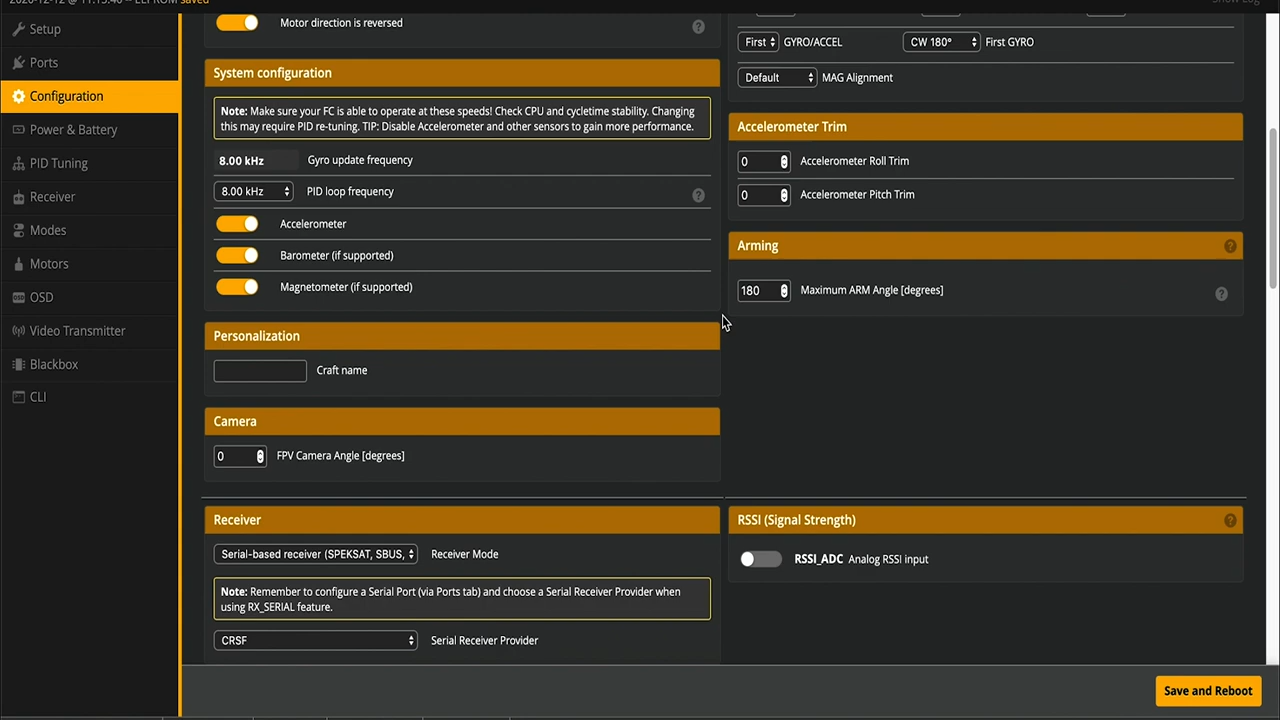 saved
Show Log
Setup
Ports
Configuration
Power & Battery
PID Tuning
Receiver
Modes
Motors
OSD
Video Transmitter
Blackbox
CLI
Motor direction is reversed
System configuration
Note: Make sure your FC is able to operate at these speeds! Check CPU and cycletime stability. Changing
this may require PID re-tuning. TIP: Disable Accelerometer and other sensors to gain more performance.
8.00 kHz Gyro update frequency
8.00 kHz PID loop frequency
Accelerometer
Barometer (if supported)
Magnetometer (if supported)
Personalization
Craft name
Camera
0 FPV Camera Angle [degrees]
First GYRO/ACCEL CW 180° First GYRO
Default MAG Alignment
Accelerometer Trim
0 Accelerometer Roll Trim
0 Accelerometer Pitch Trim
Arming
180 Maximum ARM Angle [degrees]
Receiver
Serial-based receiver (SPEKSAT, SBUS, Receiver Mode
Note: Remember to configure a Serial Port (via Ports tab) and choose a Serial Receiver Provider when
using RX_SERIAL feature.
CRSF Serial Receiver Provider
RSSI (Signal Strength)
RSSI_ADC Analog RSSI input
Save and Reboot